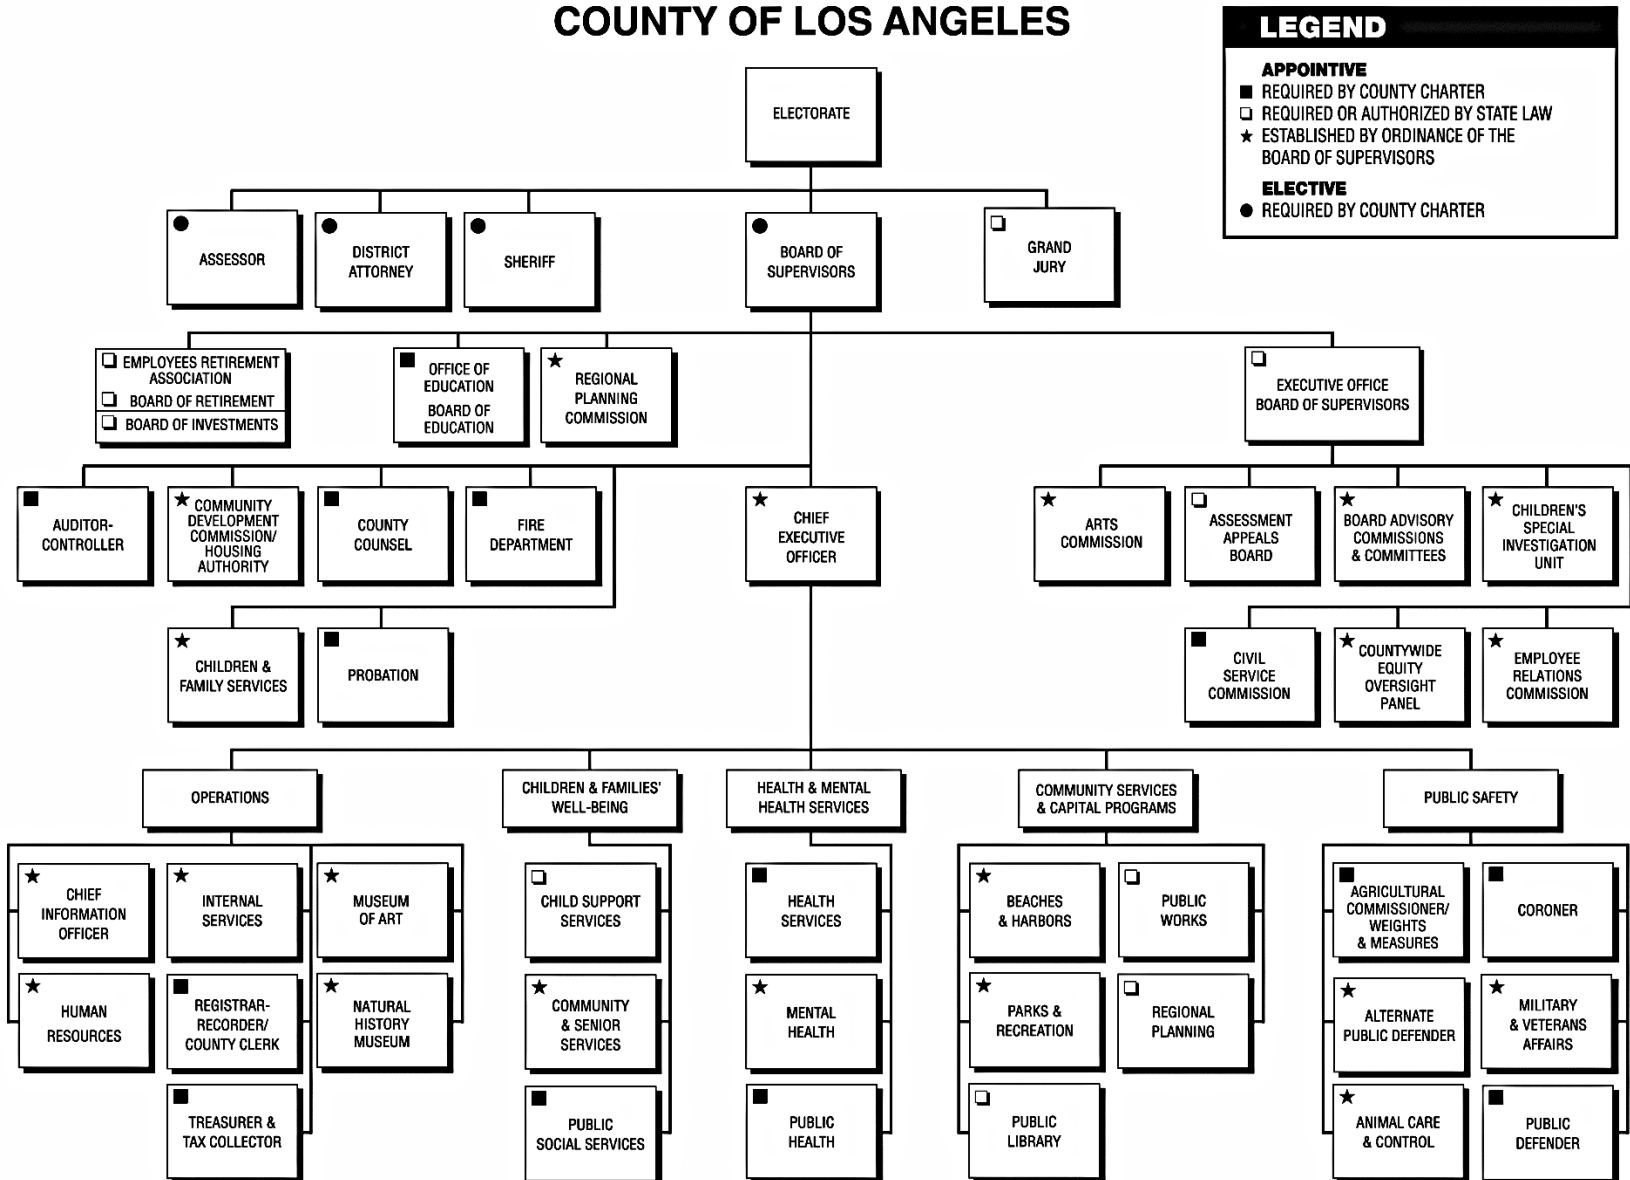 COUNTY OF LOS ANGELES
LEGEND
APPOINTIVE
REQUIRED BY COUNTY CHARTER
REQUIRED OR AUTHORIZED BY STATE LAW
ESTABLISHED BY ORDINANCE OF THE
BOARD OF SUPERVISORS
ELECTIVE
REQUIRED BY COUNTY CHARTER
ELECTORATE
ASSESSOR
DISTRICT
ATTORNEY
SHERIFF
BOARD OF
SUPERVISORS
GRAND
JURY
EMPLOYEES RETIREMENT
ASSOCIATION
BOARD OF RETIREMENT
BOARD OF INVESTMENTS
OFFICE OF
EDUCATION
BOARD OF
EDUCATION
REGIONAL
PLANNING
COMMISSION
EXECUTIVE OFFICE
BOARD OF SUPERVISORS
AUDITOR-
CONTROLLER
COMMUNITY
DEVELOPMENT
COMMISSION/
HOUSING
AUTHORITY
COUNTY
COUNSEL
FIRE
DEPARTMENT
CHIEF
EXECUTIVE
OFFICER
ARTS
COMMISSION
ASSESSMENT
APPEALS
BOARD
BOARD ADVISORY
COMMISSIONS
& COMMITTEES
CHILDREN'S
SPECIAL
INVESTIGATION
UNIT
CHILDREN &
FAMILY SERVICES
PROBATION
CIVIL
SERVICE
COMMISSION
COUNTYWIDE
EQUITY
OVERSIGHT
PANEL
EMPLOYEE
RELATIONS
COMMISSION
OPERATIONS
CHILDREN & FAMILIES'
WELL-BEING
HEALTH & MENTAL
HEALTH SERVICES
COMMUNITY SERVICES
& CAPITAL PROGRAMS
PUBLIC SAFETY
CHIEF
INFORMATION
OFFICER
INTERNAL
SERVICES
MUSEUM
OF ART
CHILD SUPPORT
SERVICES
HEALTH
SERVICES
BEACHES
& HARBORS
PUBLIC
WORKS
AGRICULTURAL
COMMISSIONER/
WEIGHTS
& MEASURES
CORONER
HUMAN
RESOURCES
REGISTRAR-
RECORDER/
COUNTY CLERK
NATURAL
HISTORY
MUSEUM
COMMUNITY
& SENIOR
SERVICES
MENTAL
HEALTH
PARKS &
RECREATION
REGIONAL
PLANNING
ALTERNATE
PUBLIC DEFENDER
MILITARY
& VETERANS
AFFAIRS
TREASURER &
TAX COLLECTOR
PUBLIC
SOCIAL SERVICES
PUBLIC
HEALTH
PUBLIC
LIBRARY
ANIMAL CARE
& CONTROL
PUBLIC
DEFENDER